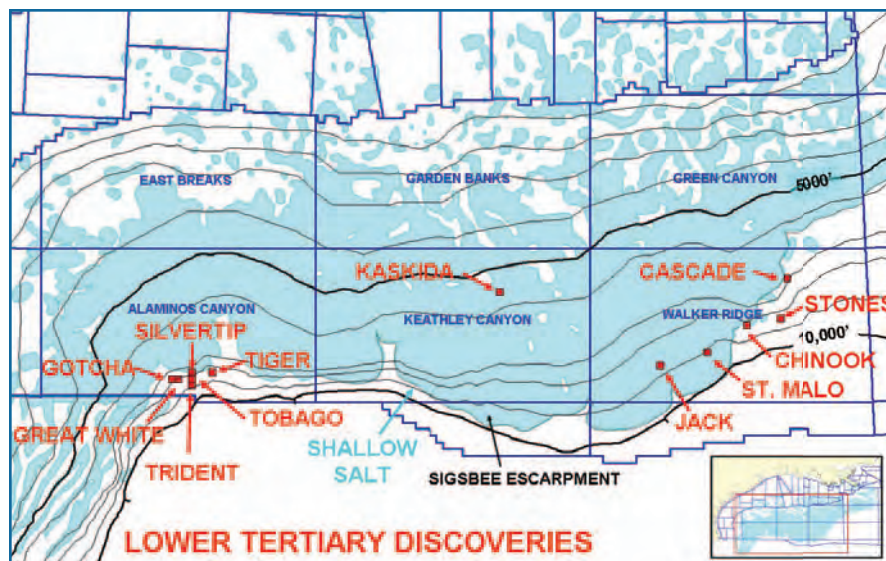 EAST BREAKS
GARDEN BANKS
GREEN CANYON
5000'
KASKIDA
CASCADE
ALAMINOS CANYON
KEATHLEY CANYON
WALKER RIDGE
STONES
SILVERTIP
10,000'
GOTCHA
TIGER
CHINOOK
ST. MALO
GREAT WHITE
TOBAGO
JACK
SHALLOW
SALT
TRIDENT
SIGSBEE ESCARPMENT
LOWER TERTIARY DISCOVERIES